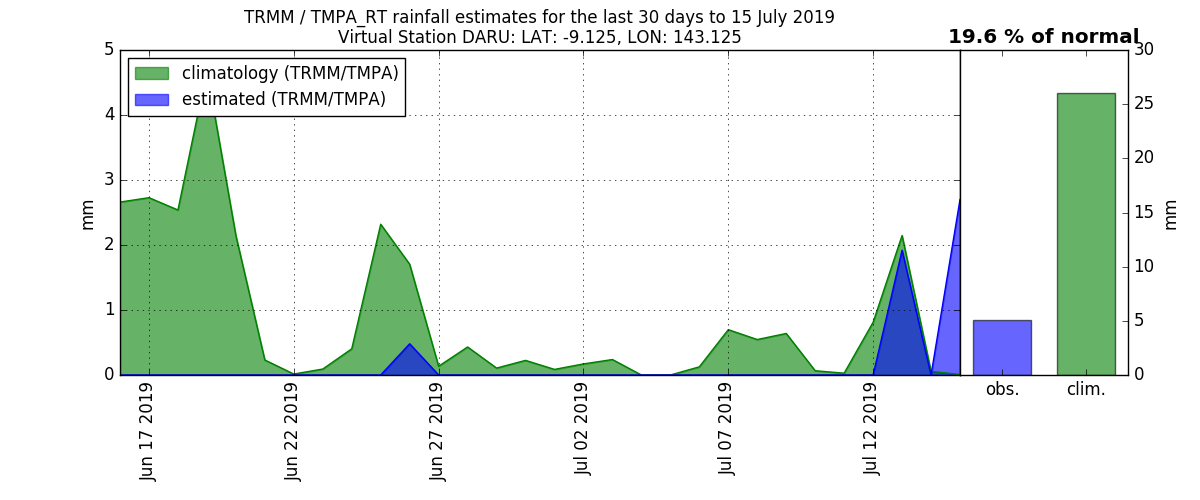 TRMM / TMPA_RT rainfall estimates for the last 30 days to 15 July 2019
Virtual Station DARU: LAT: -9.125, LON: 143.125
19.6 % of normal
climatology (TRMM/TMPA)
estimated (TRMM/TMPA)
5
4
3
2
1
0
mm
Jun 17 2019
Jun 22 2019
Jun 27 2019
Jul 02 2019
Jul 07 2019
Jul 12 2019
obs.
clim.
30
25
20
15
10
5
0
mm